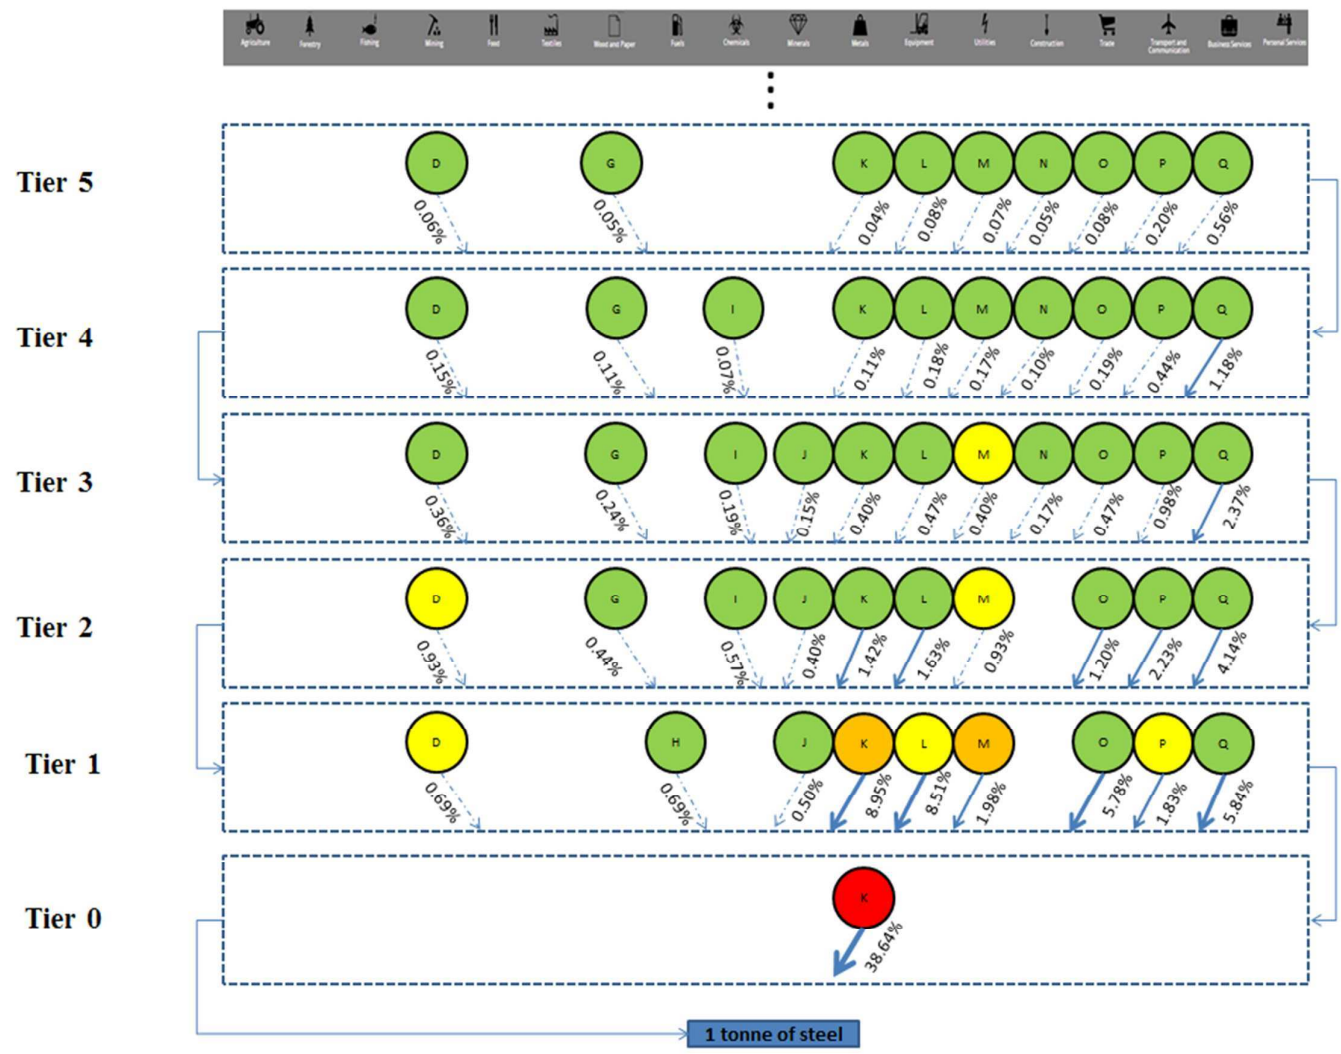 Agriculture Forestry Fishing Mining Food Textiles Wood and Paper Fuels Chemicals Minerals Metals Equipment Utilities Construction Trade Transport and Communication Business Services Personal Services
Tier 5
D G K L M N O P Q
0.06% 0.05% 0.04% 0.08% 0.07% 0.05% 0.08% 0.20% 0.56%
Tier 4
D G I K L M N O P Q
0.15% 0.11% 0.07% 0.11% 0.18% 0.17% 0.10% 0.19% 0.44% 1.18%
Tier 3
D G I J K L M N O P Q
0.36% 0.24% 0.19% 0.15% 0.40% 0.47% 0.40% 0.17% 0.47% 0.98% 2.37%
Tier 2
D G I J K L M O P Q
0.93% 0.44% 0.57% 0.40% 1.42% 1.63% 0.93% 1.20% 2.23% 4.14%
Tier 1
D H J K L M O P Q
0.69% 0.69% 0.50% 8.95% 8.51% 1.98% 5.78% 1.83% 5.84%
Tier 0
K
38.64%
1 tonne of steel